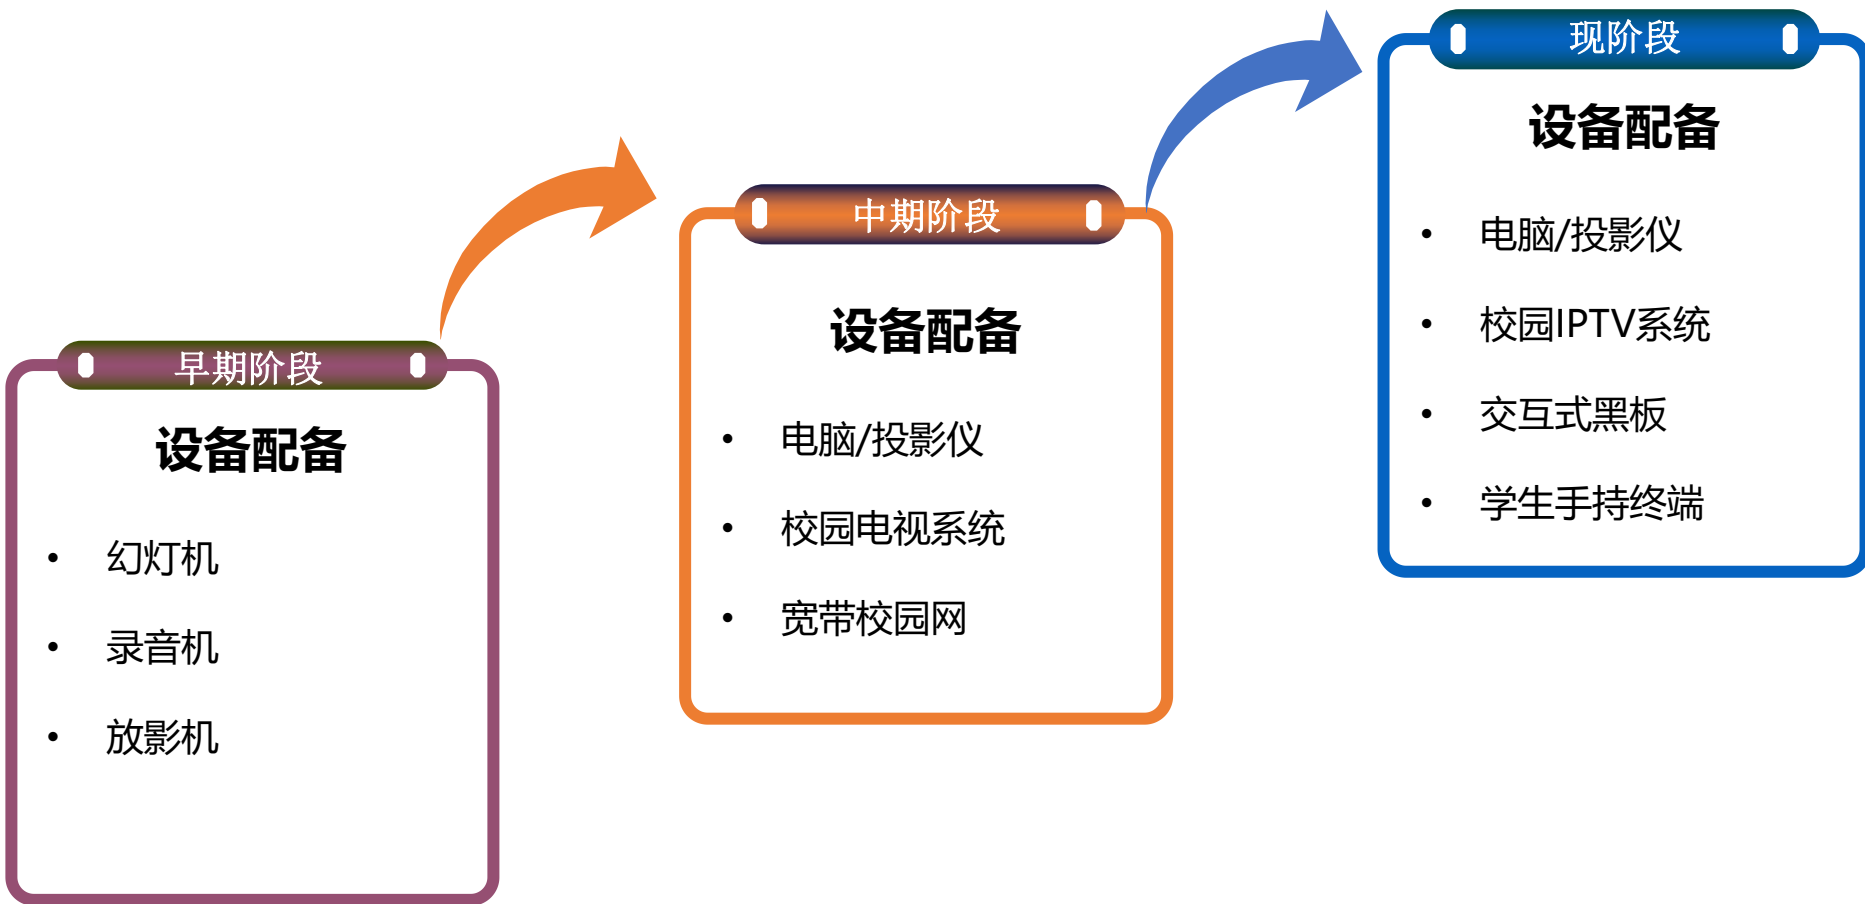 早期阶段
设备配备
• 幻灯机
• 录音机
• 放影机
中期阶段
设备配备
• 电脑/投影仪
• 校园电视系统
• 宽带校园网
现阶段
设备配备
• 电脑/投影仪
• 校园IPTV系统
• 交互式黑板
• 学生手持终端